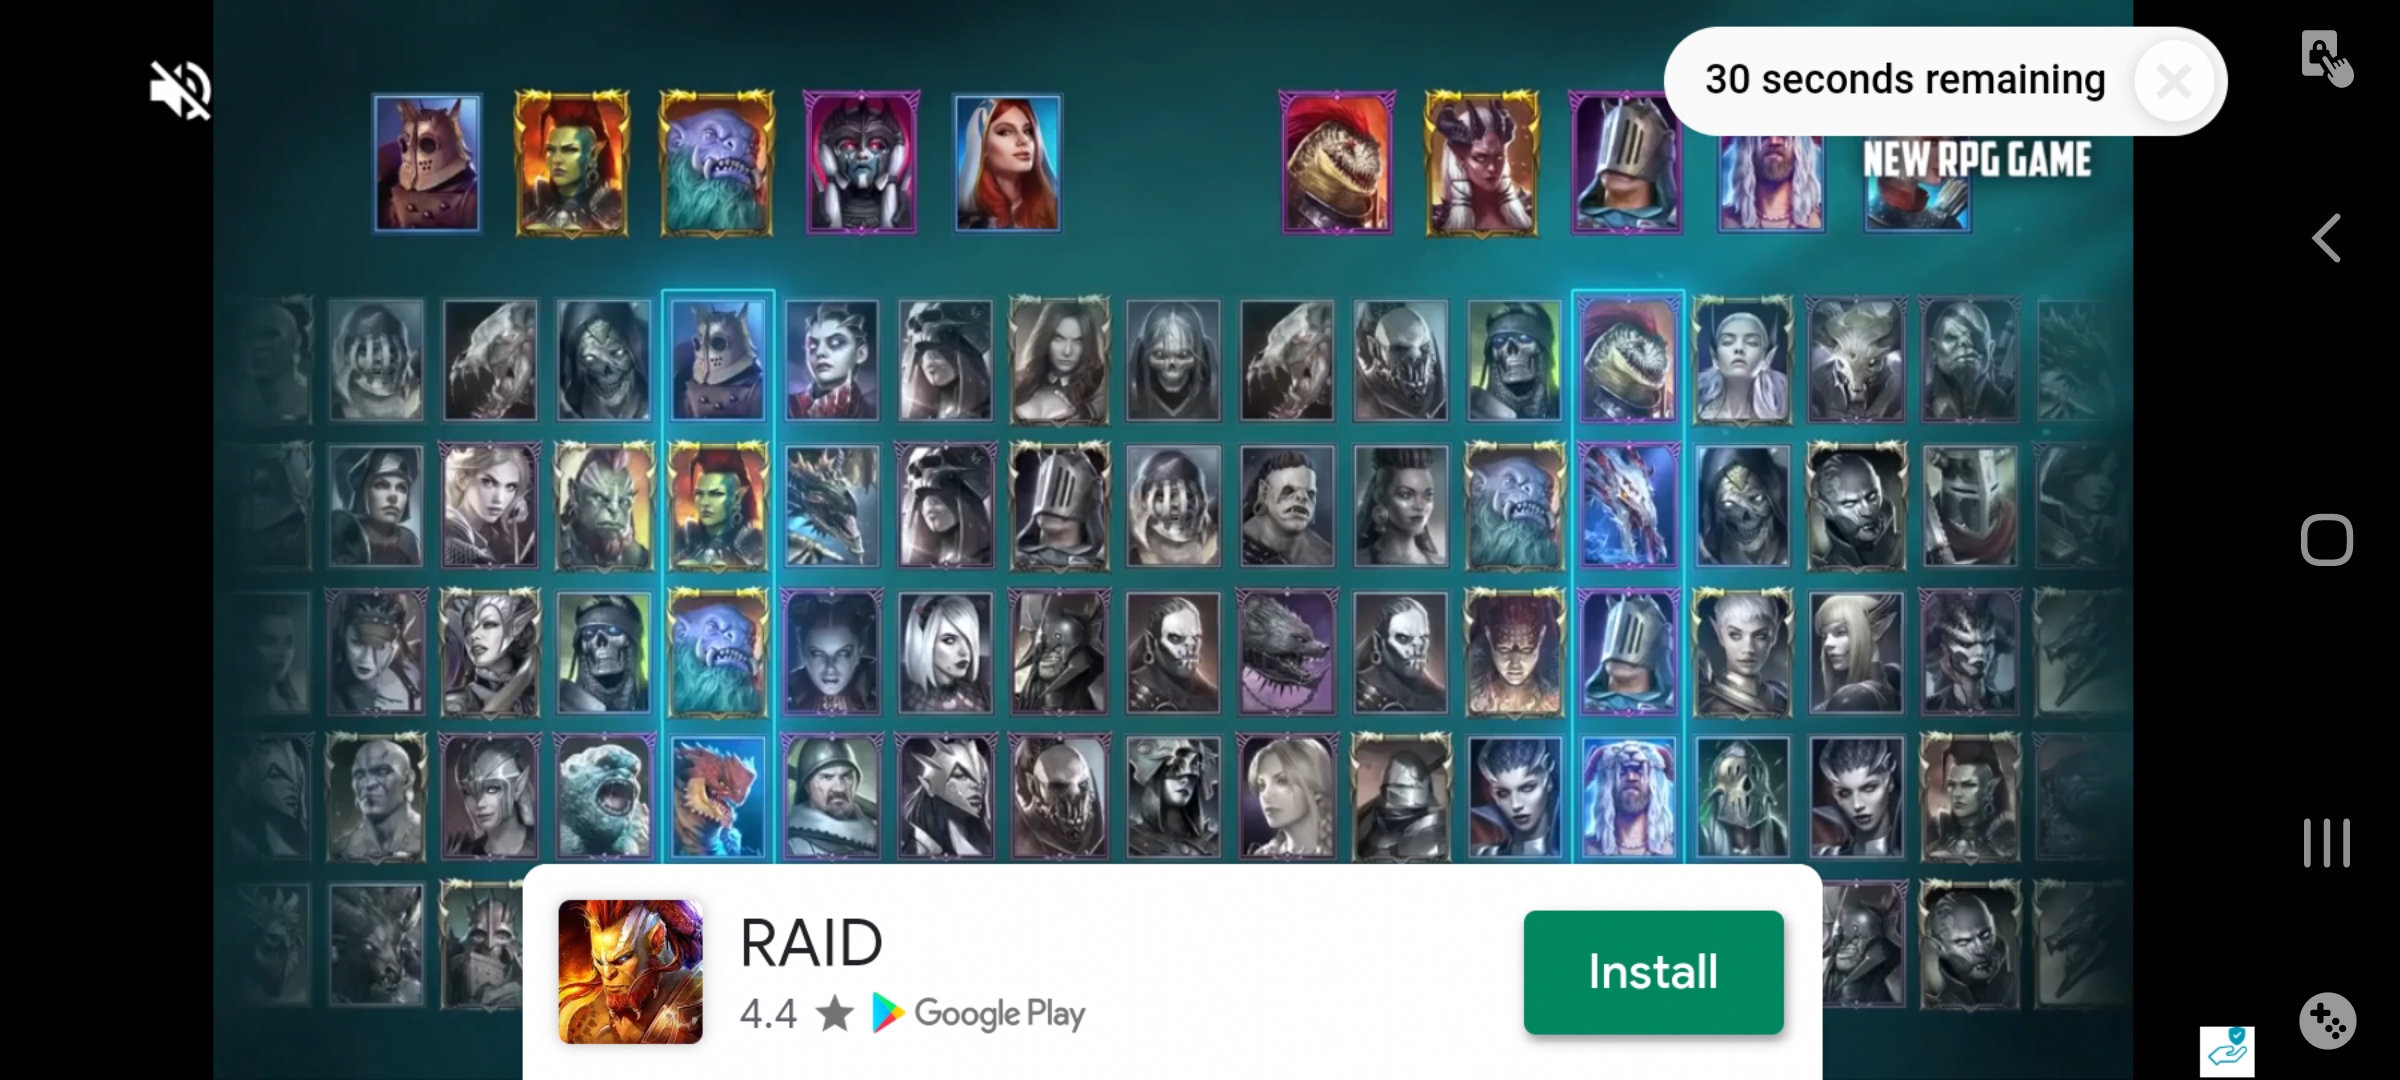 30 seconds remaining
NEW RPG GAME
RAID
4.4 ★ Google Play
Install